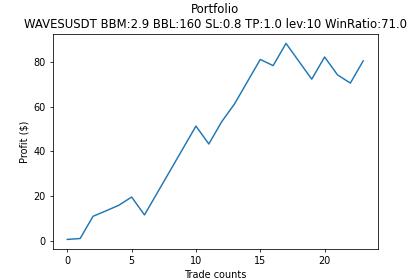 Portfolio
WAVESUSDT BBM:2.9 BBL:160 SL:0.8 TP:1.0 lev:10 WinRatio:71.0
80
60
40
20
0
Profit ($)
0 5 10 15 20
Trade counts